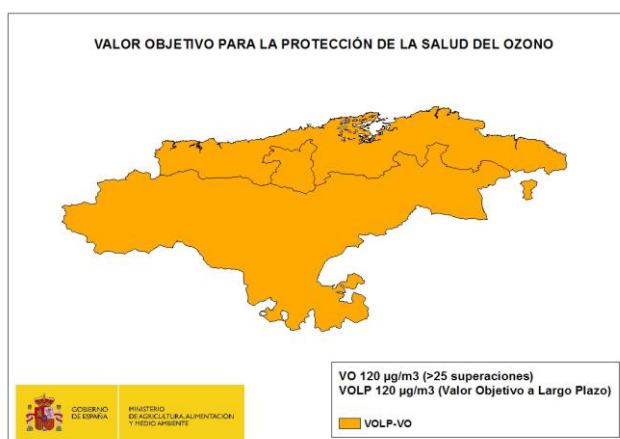 VALOR OBJETIVO PARA LA PROTECCIÓN DE LA SALUD DEL OZONO
VO 120 µg/m3 (>25 superaciones)
VOLP 120 µg/m3 (Valor Objetivo a Largo Plazo)
VOLP-VO
GOBIERNO
DE ESPAÑA
MINISTERIO
DE AGRICULTURA, ALIMENTACIÓN
Y MEDIO AMBIENTE